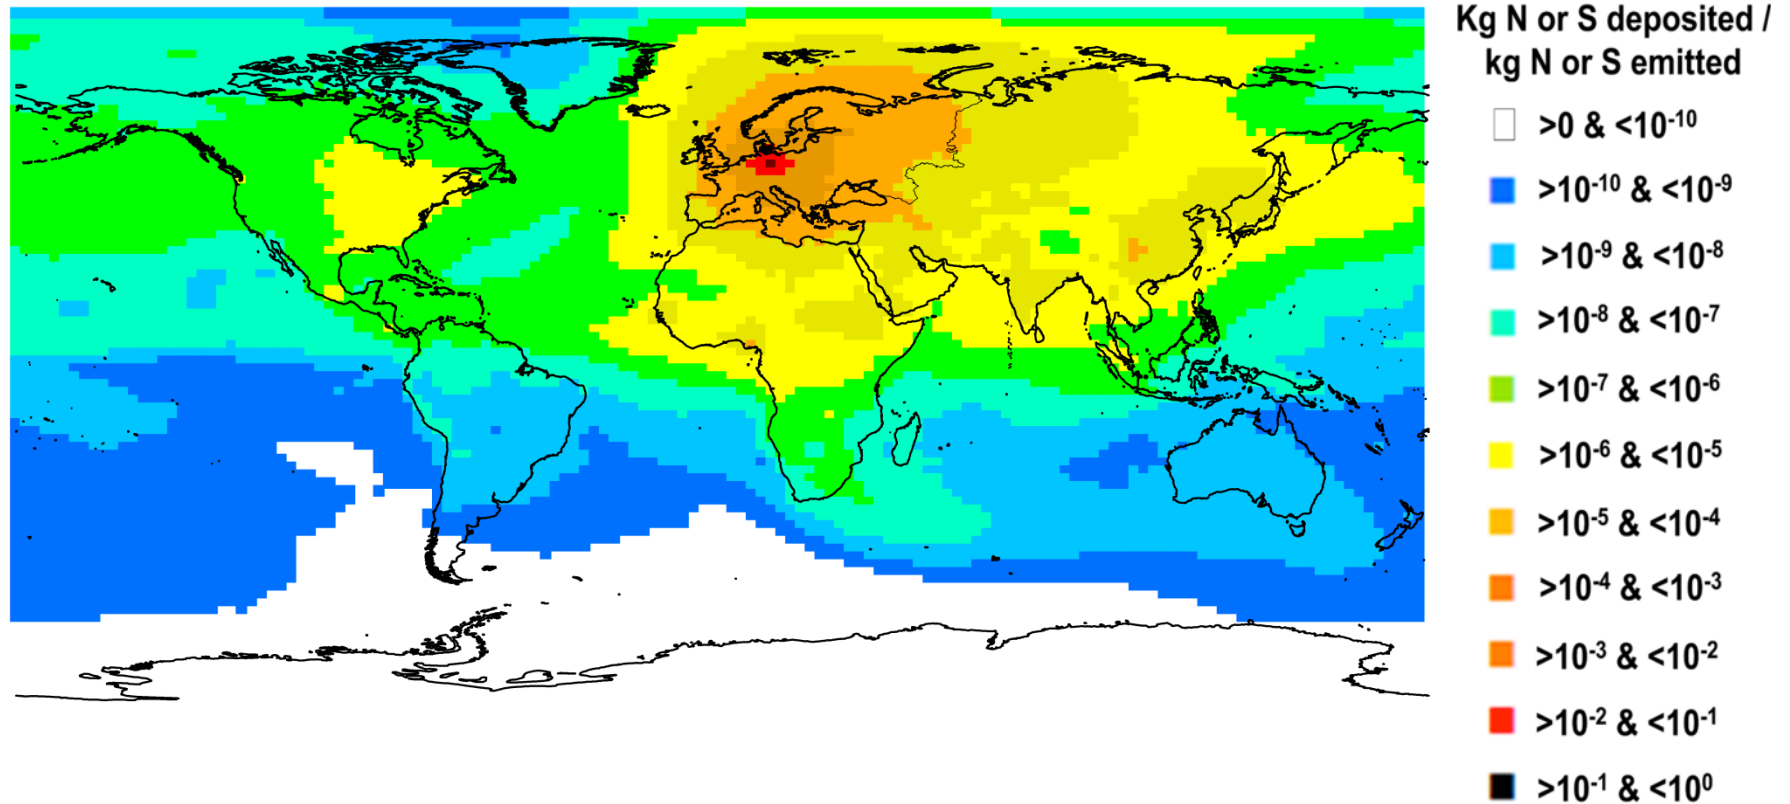 Kg N or S deposited /
kg N or S emitted
>0 & <10⁻¹⁰
>10⁻¹⁰ & <10⁻⁹
>10⁻⁹ & <10⁻⁸
>10⁻⁸ & <10⁻⁷
>10⁻⁷ & <10⁻⁶
>10⁻⁶ & <10⁻⁵
>10⁻⁵ & <10⁻⁴
>10⁻⁴ & <10⁻³
>10⁻³ & <10⁻²
>10⁻² & <10⁻¹
>10⁻¹ & <10⁰